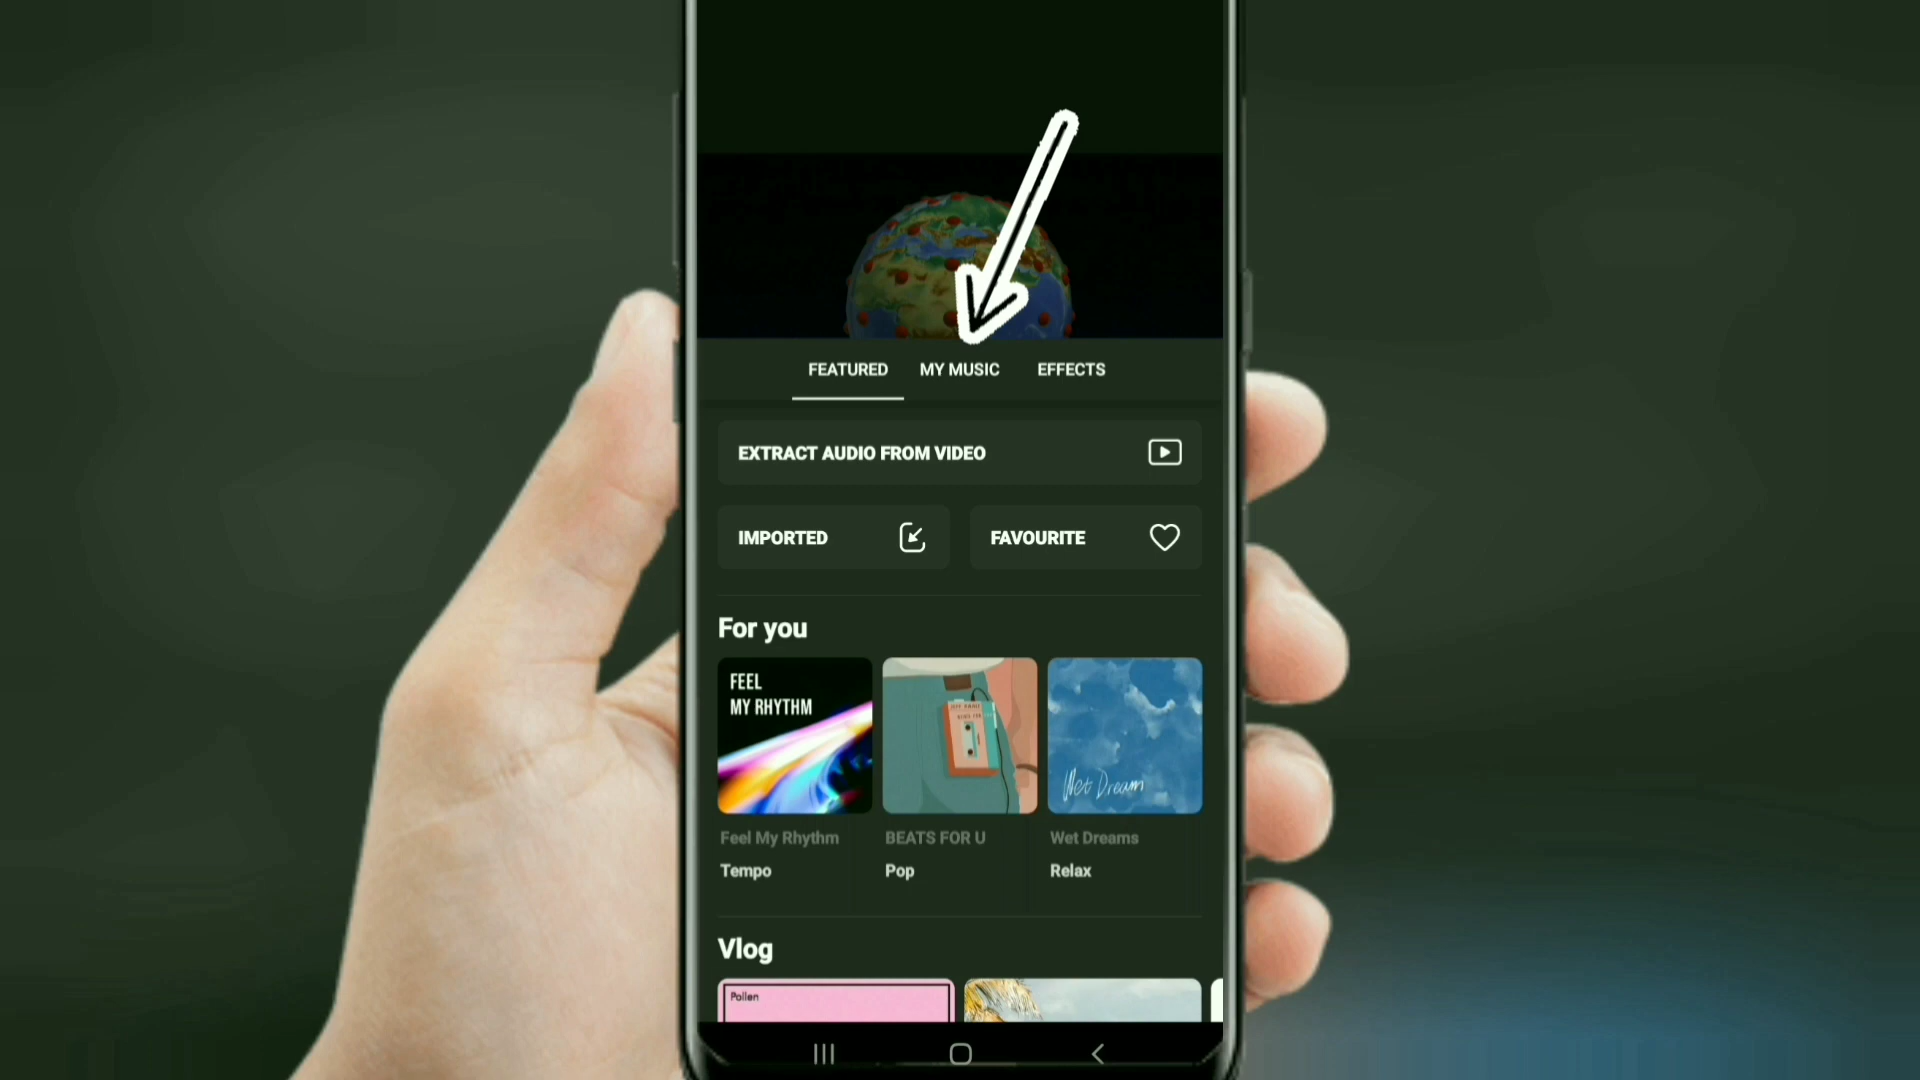 FEATURED MY MUSIC EFFECTS
EXTRACT AUDIO FROM VIDEO
IMPORTED FAVOURITE
For you
FEEL
MY RHYTHM
Wet Dream
Feel My Rhythm BEATS FOR U Wet Dreams
Tempo Pop Relax
Vlog
Pollen